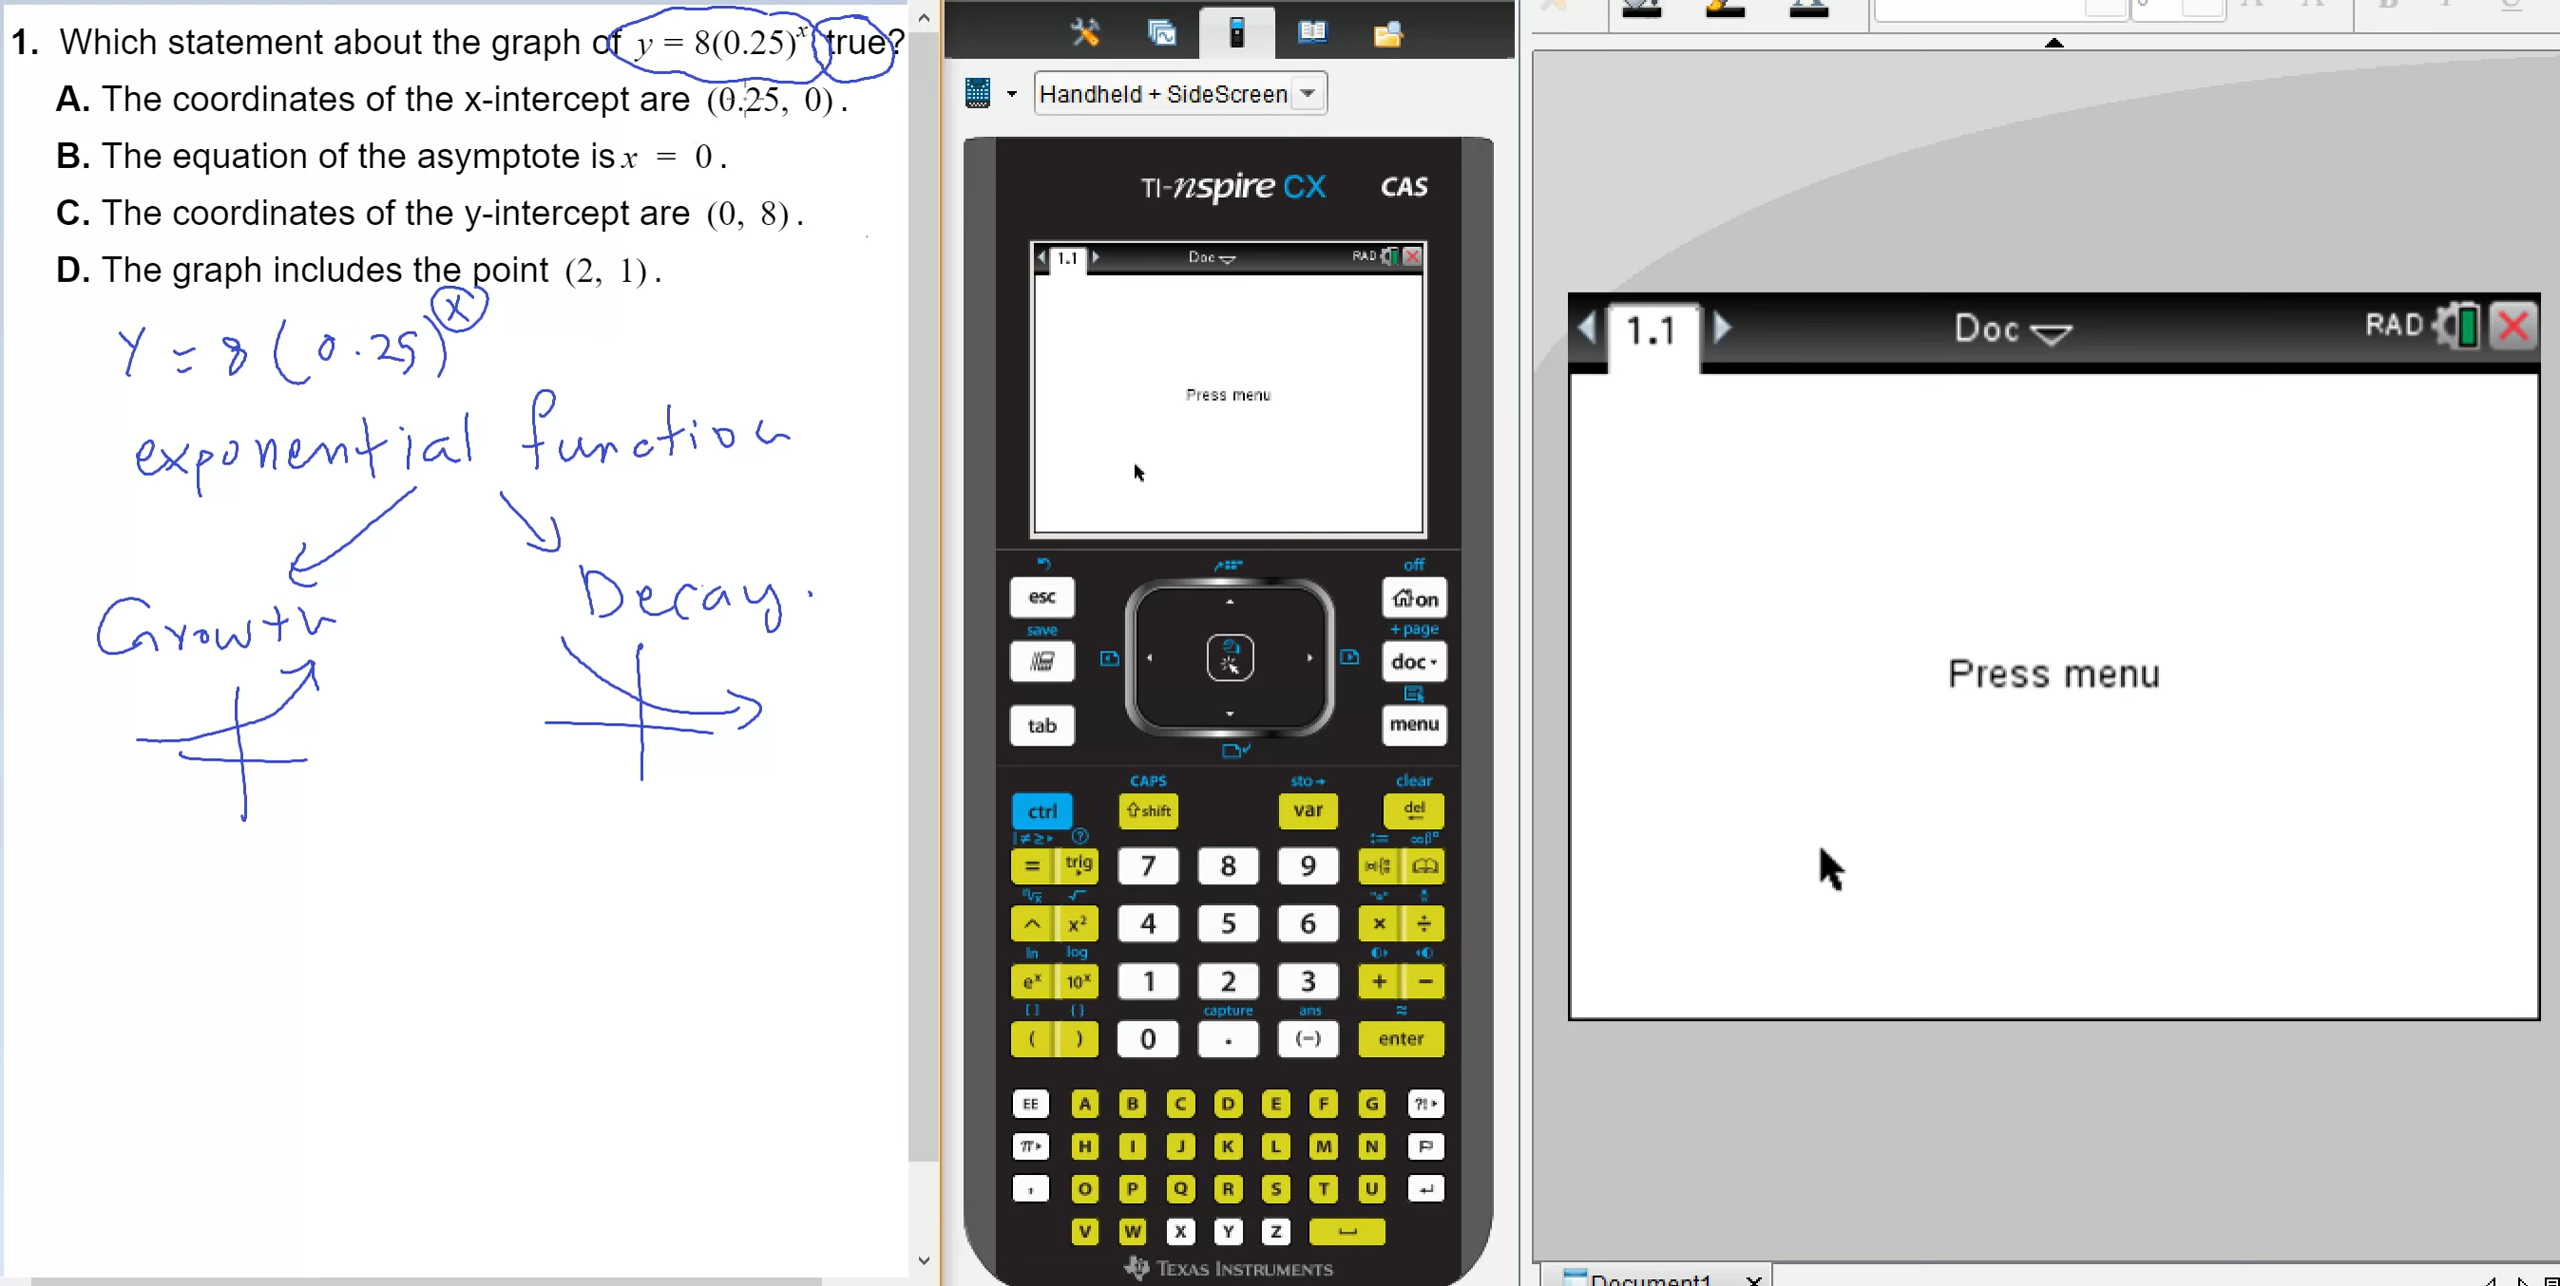 1. Which statement about the graph of y = 8(0.25)^x true?
A. The coordinates of the x-intercept are (0.25, 0).
B. The equation of the asymptote is x = 0.
C. The coordinates of the y-intercept are (0, 8).
D. The graph includes the point (2, 1).
Y = 8 (0.25)^x
exponential function
Growth
Decay.
Handheld + SideScreen
TI-nspire CX CAS
1.1 Doc RAD
Press menu
off
esc on
save + page
doc
tab menu
CAPS sto→ clear
ctrl ⇧shift var del
|≠≥▸ ? := ∞β°
= trig 7 8 9
ⁿ√x √
^ x² 4 5 6 × ÷
ln log
eˣ 10ˣ 1 2 3 + −
[ ] { } capture ans ≈
( ) 0 . (−) enter
EE A B C D E F G ?!▸
π▸ H I J K L M N
, O P Q R S T U ↵
V W X Y Z
TEXAS INSTRUMENTS
1.1 Doc RAD
Press menu
Document1